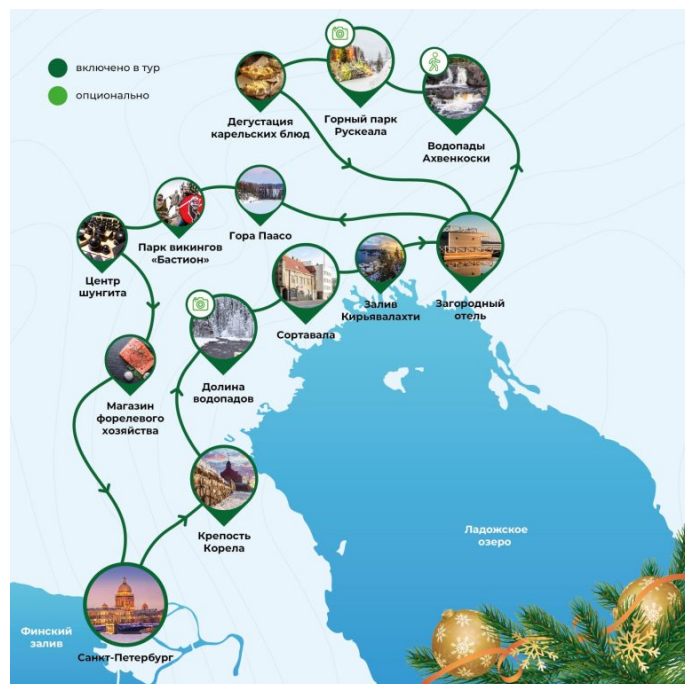 включено в тур
опционально
Дегустация
карельских блюд
Горный парк
Рускеала
Водопады
Ахвенкоски
Гора Паасо
Парк викингов
«Бастион»
Центр
шунгита
Сортавала
Залив
Кирьявалахти
Загородный
отель
Долина
водопадов
Магазин
форелевого
хозяйства
Крепость
Корела
Ладожское
озеро
Финский
залив
Санкт-Петербург